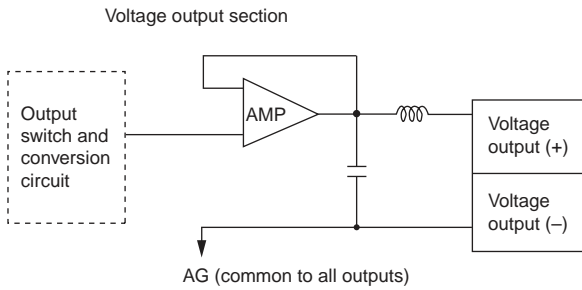 Voltage output section
Output
switch and
conversion
circuit
AMP
Voltage
output (+)
Voltage
output (–)
AG (common to all outputs)